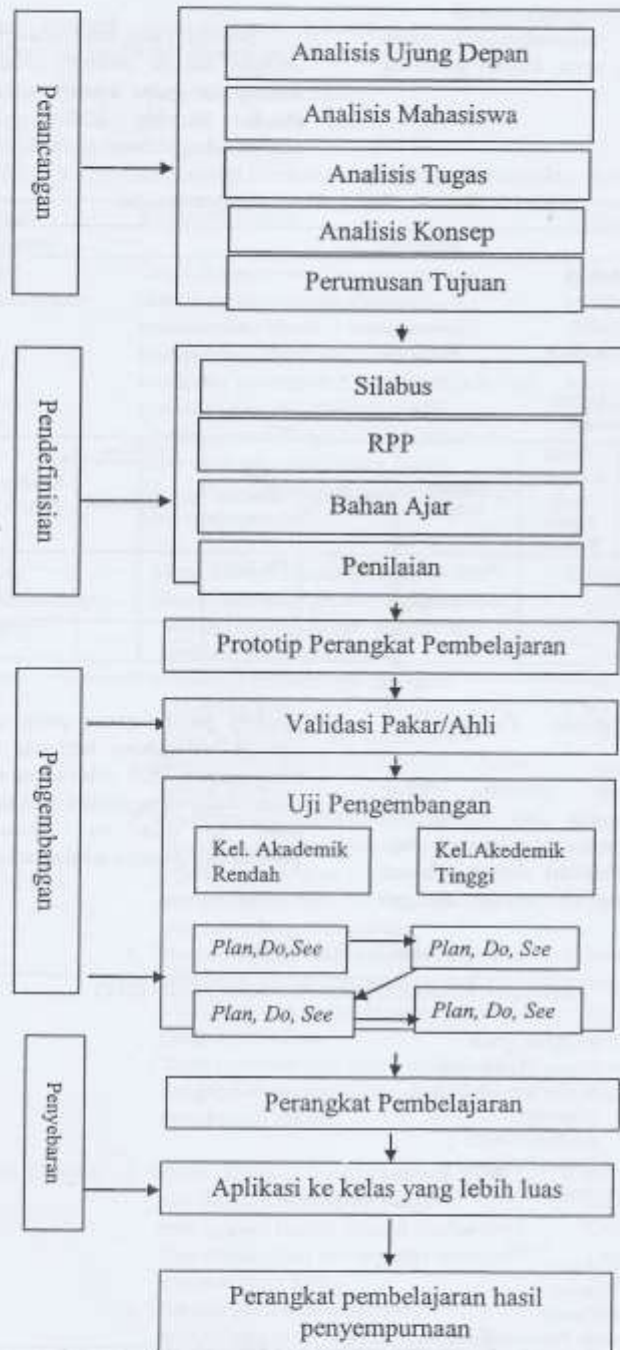 Perancangan
Analisis Ujung Depan
Analisis Mahasiswa
Analisis Tugas
Analisis Konsep
Perumusan Tujuan
Pendefinisian
Silabus
RPP
Bahan Ajar
Penilaian
Prototip Perangkat Pembelajaran
Pengembangan
Validasi Pakar/Ahli
Uji Pengembangan
Kel. Akademik
Rendah
Kel.Akedemik
Tinggi
Plan,Do,See
Plan, Do, See
Plan, Do, See
Plan, Do, See
Penyebaran
Perangkat Pembelajaran
Aplikasi ke kelas yang lebih luas
Perangkat pembelajaran hasil
penyempurnaan